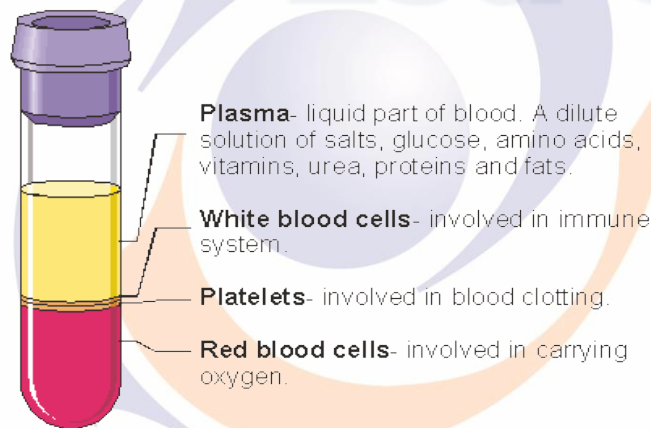 Plasma- liquid part of blood. A dilute
solution of salts, glucose, amino acids,
vitamins, urea, proteins and fats.
White blood cells- involved in immune
system.
Platelets- involved in blood clotting.
Red blood cells- involved in carrying
oxygen.